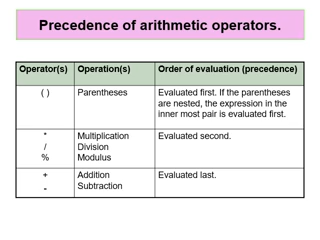 Precedence of arithmetic operators.
Operator(s) Operation(s) Order of evaluation (precedence)
( ) Parentheses Evaluated first. If the parentheses
are nested, the expression in the
inner most pair is evaluated first.
* Multiplication Evaluated second.
/ Division
% Modulus
+ Addition Evaluated last.
- Subtraction